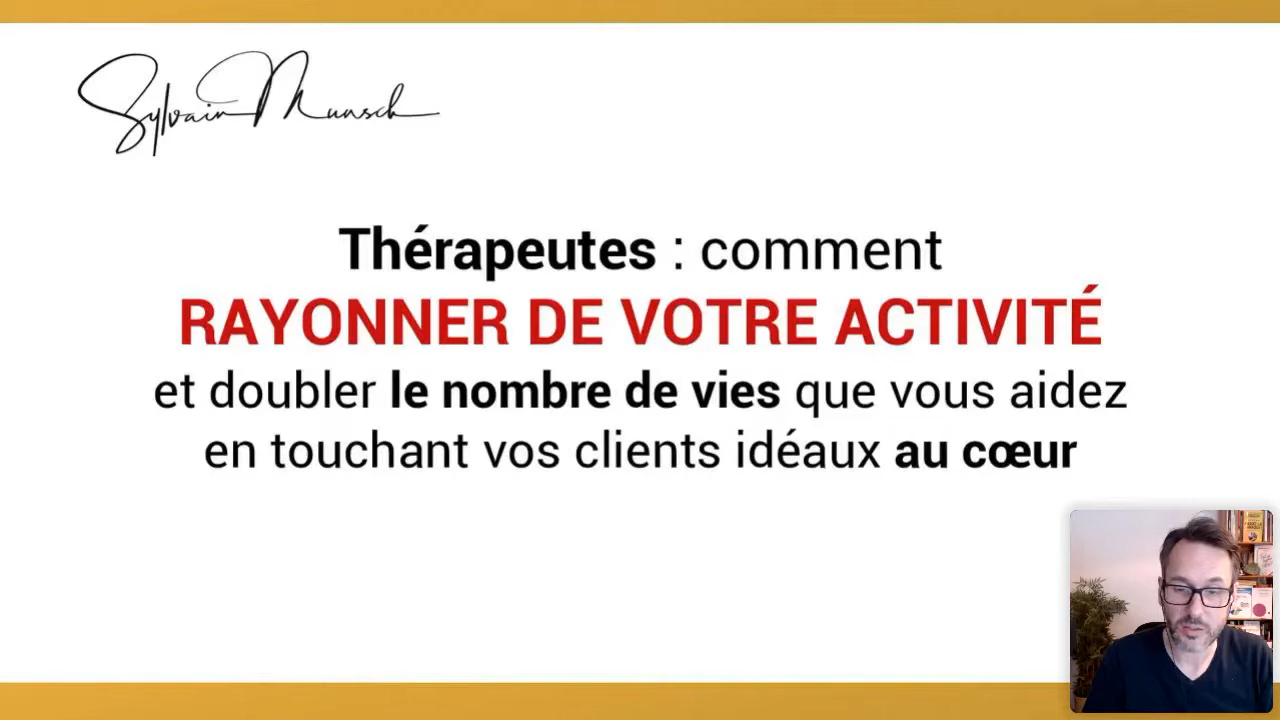 Sylvain Munsch
Thérapeutes : comment
RAYONNER DE VOTRE ACTIVITÉ
et doubler le nombre de vies que vous aidez
en touchant vos clients idéaux au cœur